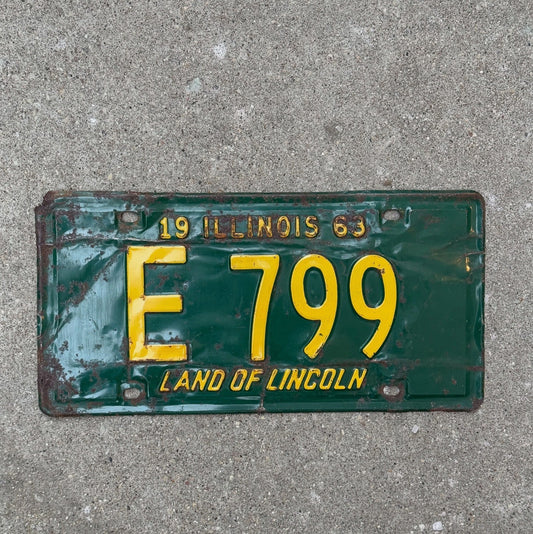 19 ILLINOIS 63
E 799
LAND OF LINCOLN